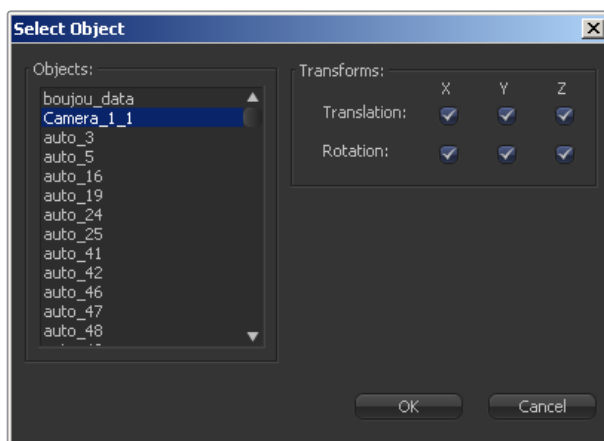 Select Object
Objects:
boujou_data
Camera_1_1
auto_3
auto_5
auto_16
auto_19
auto_24
auto_25
auto_41
auto_42
auto_46
auto_47
auto_48
Transforms:
X Y Z
Translation:
Rotation:
OK Cancel